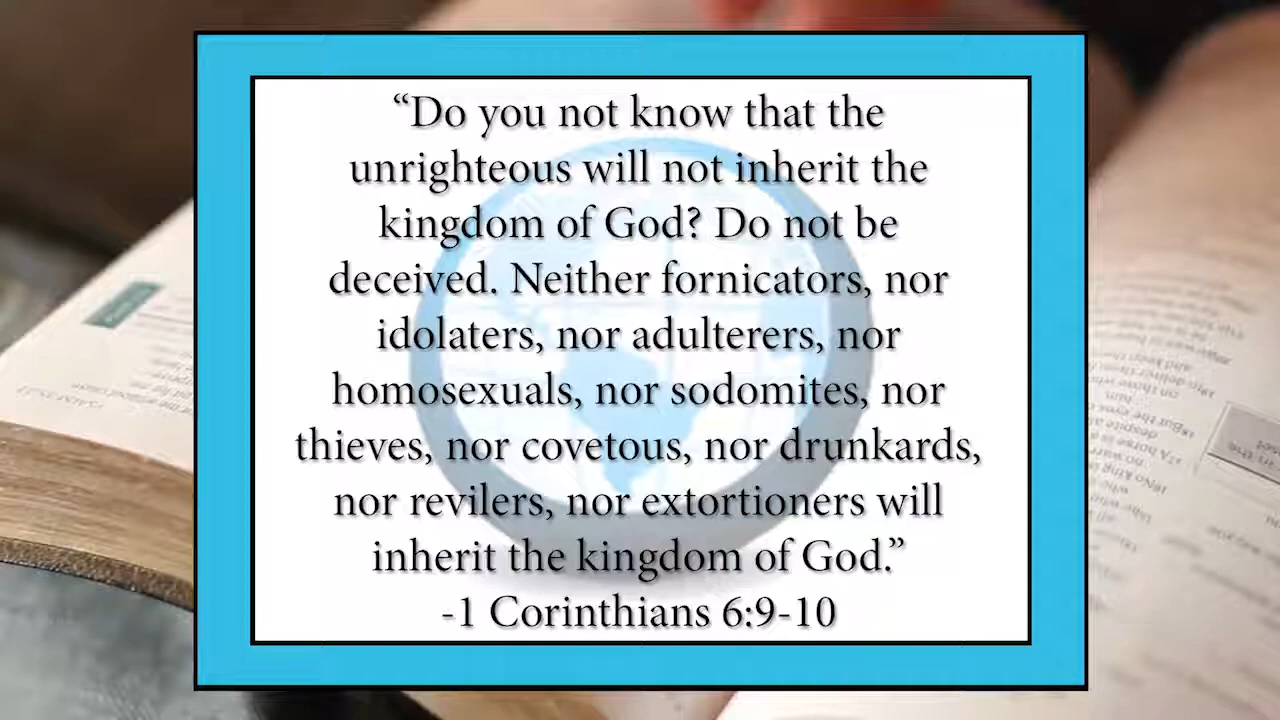 “Do you not know that the
unrighteous will not inherit the
kingdom of God? Do not be
deceived. Neither fornicators, nor
idolaters, nor adulterers, nor
homosexuals, nor sodomites, nor
thieves, nor covetous, nor drunkards,
nor revilers, nor extortioners will
inherit the kingdom of God.”
-1 Corinthians 6:9-10